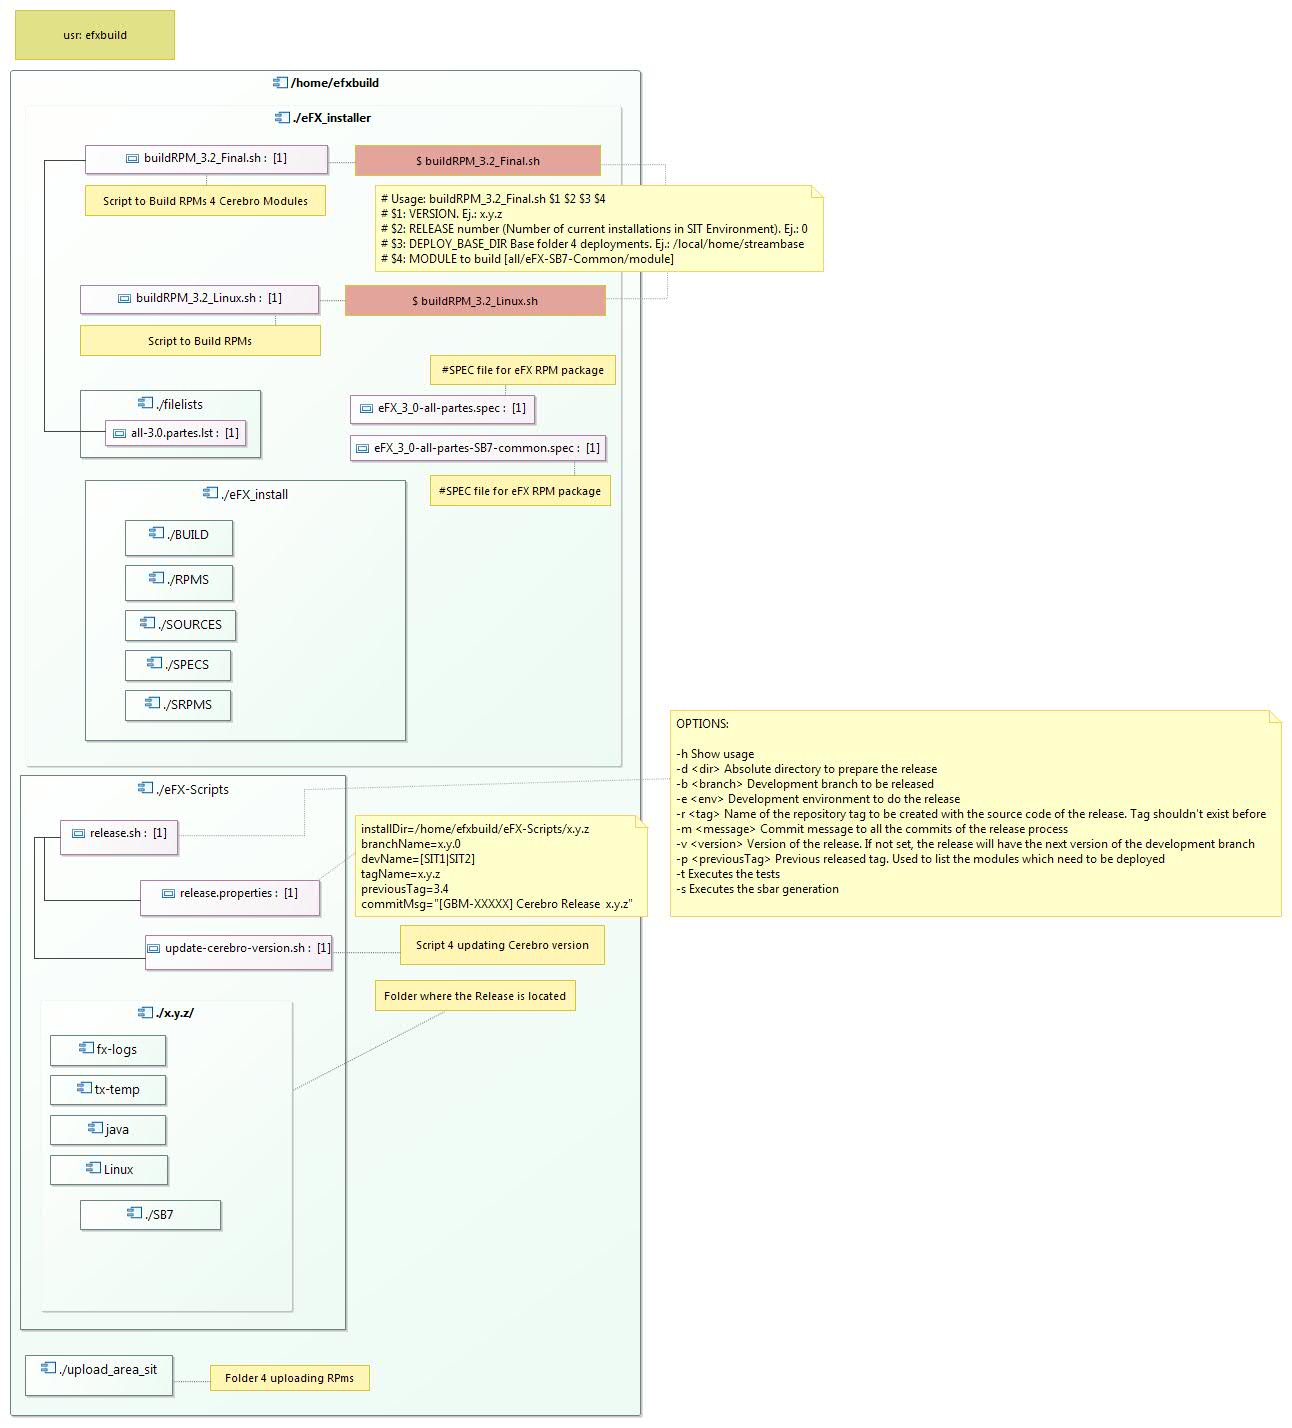 usr: efxbuild
/home/efxbuild
./eFX_installer
buildRPM_3.2_Final.sh : [1]
$ buildRPM_3.2_Final.sh
Script to Build RPMs 4 Cerebro Modules
# Usage: buildRPM_3.2_Final.sh $1 $2 $3 $4
# $1: VERSION. Ej.: x.y.z
# $2: RELEASE number (Number of current installations in SIT Environment). Ej.: 0
# $3: DEPLOY_BASE_DIR Base folder 4 deployments. Ej.: /local/home/streambase
# $4: MODULE to build [all/eFX-SB7-Common/module]
buildRPM_3.2_Linux.sh : [1]
$ buildRPM_3.2_Linux.sh
Script to Build RPMs
#SPEC file for eFX RPM package
./filelists
all-3.0.partes.lst : [1]
eFX_3_0-all-partes.spec : [1]
eFX_3_0-all-partes-SB7-common.spec : [1]
#SPEC file for eFX RPM package
./eFX_install
./BUILD
./RPMS
./SOURCES
./SPECS
./SRPMS
OPTIONS:
-h Show usage
-d <dir> Absolute directory to prepare the release
-b <branch> Development branch to be released
-e <env> Development environment to do the release
-r <tag> Name of the repository tag to be created with the source code of the release. Tag shouldn't exist before
-m <message> Commit message to all the commits of the release process
-v <version> Version of the release. If not set, the release will have the next version of the development branch
-p <previousTag> Previous released tag. Used to list the modules which need to be deployed
-t Executes the tests
-s Executes the sbar generation
./eFX-Scripts
release.sh : [1]
installDir=/home/efxbuild/eFX-Scripts/x.y.z
branchName=x.y.0
devName=[SIT1|SIT2]
tagName=x.y.z
previousTag=3.4
commitMsg="[GBM-XXXXX] Cerebro Release x.y.z"
release.properties : [1]
update-cerebro-version.sh : [1]
Script 4 updating Cerebro version
Folder where the Release is located
./x.y.z/
fx-logs
tx-temp
java
Linux
./SB7
./upload_area_sit
Folder 4 uploading RPms